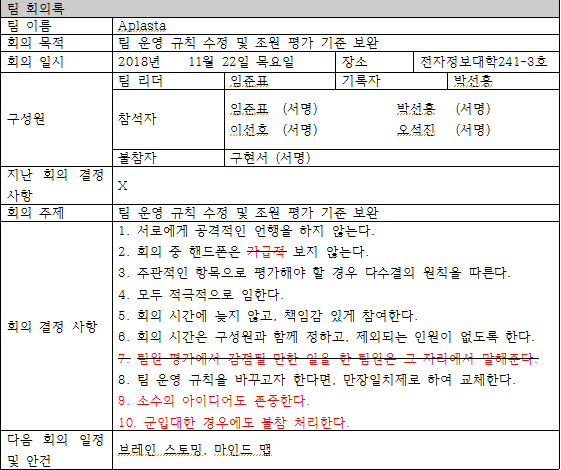 팀 회의록
팀 이름 Aplasta
회의 목적 팀 운영 규칙 수정 및 조원 평가 기준 보완
회의 일시 2018년 11월 22일 목요일 장소 전자정보대학241-3호
구성원 팀 리더 임준표 기록자 박선홍
참석자 임준표 (서명) 박선홍 (서명)
이선호 (서명) 오석진 (서명)
불참자 구현서 (서명)
지난 회의 결정
사항
X
회의 주제 팀 운영 규칙 수정 및 조원 평가 기준 보완
회의 결정 사항
1. 서로에게 공격적인 언행을 하지 않는다.
2. 회의 중 핸드폰은 가급적 보지 않는다.
3. 주관적인 항목으로 평가해야 할 경우 다수결의 원칙을 따른다.
4. 모두 적극적으로 임한다.
5. 회의 시간에 늦지 않고, 책임감 있게 참여한다.
6. 회의 시간은 구성원과 함께 정하고, 제외되는 인원이 없도록 한다.
7. 팀원 평가에서 감점될 만한 일을 한 팀원은 그 자리에서 말해준다.
8. 팀 운영 규칙을 바꾸고자 한다면, 만장일치제로 하여 교체한다.
9. 소수의 아이디어도 존중한다.
10. 군입대한 경우에도 불참 처리한다.
다음 회의 일정
및 안건
브레인 스토밍, 마인드 맵